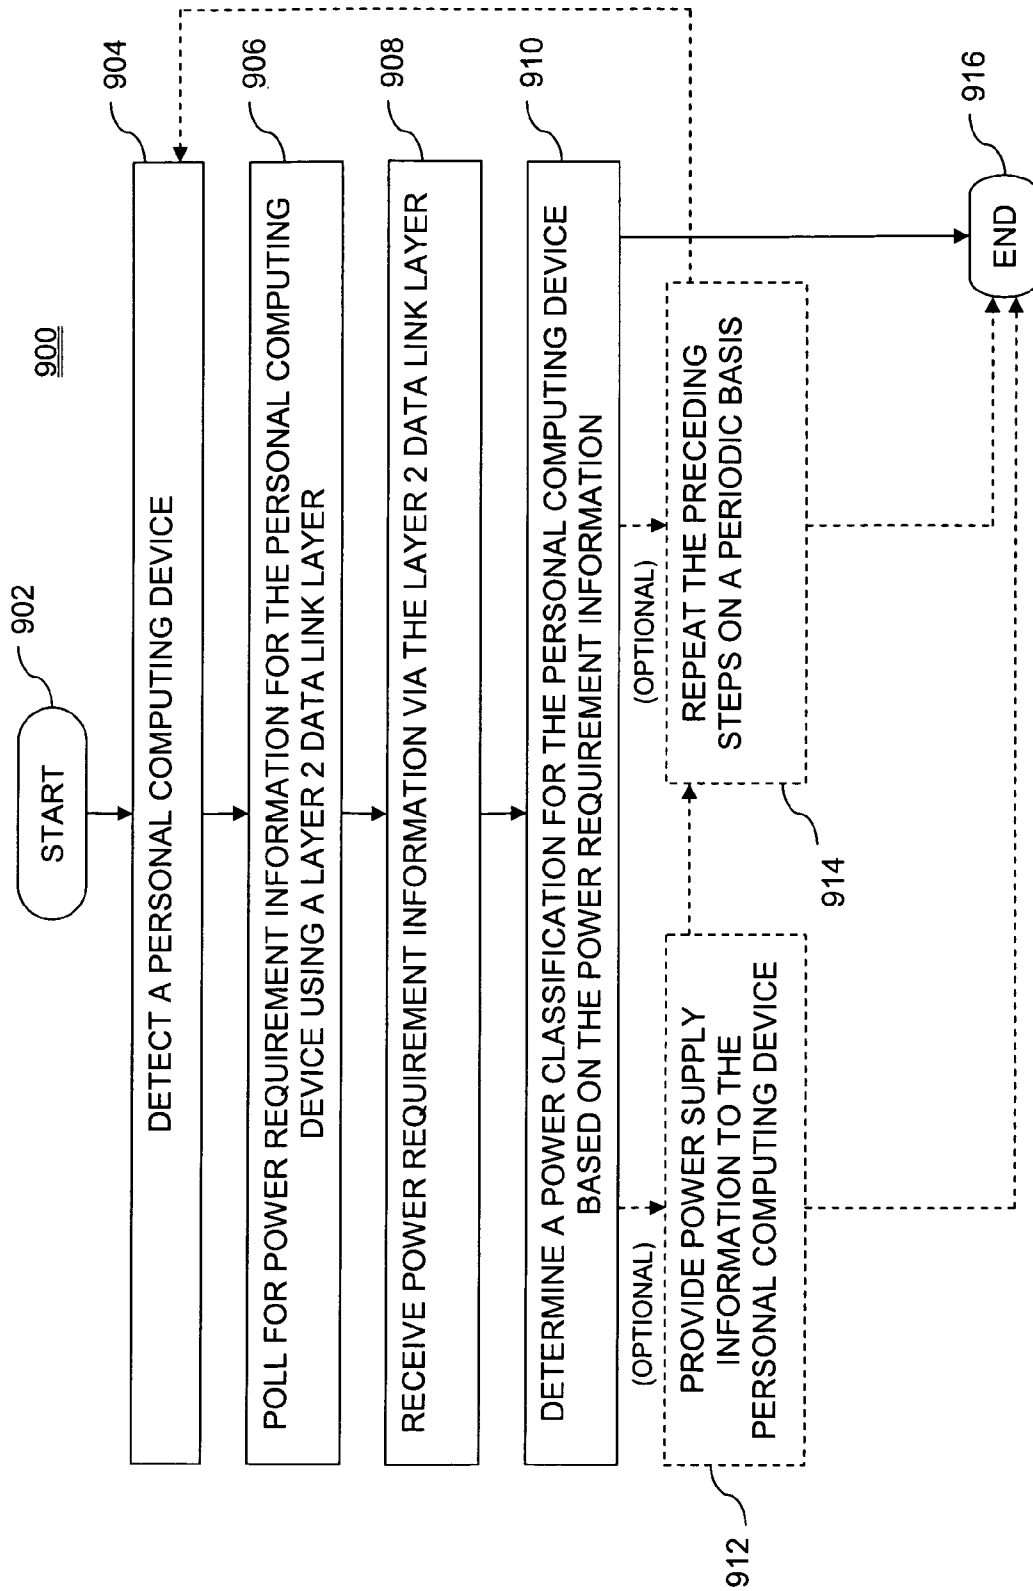 900
START
902
DETECT A PERSONAL COMPUTING DEVICE
904
POLL FOR POWER REQUIREMENT INFORMATION FOR THE PERSONAL COMPUTING
DEVICE USING A LAYER 2 DATA LINK LAYER
906
RECEIVE POWER REQUIREMENT INFORMATION VIA THE LAYER 2 DATA LINK LAYER
908
DETERMINE A POWER CLASSIFICATION FOR THE PERSONAL COMPUTING DEVICE
BASED ON THE POWER REQUIREMENT INFORMATION
910
(OPTIONAL)
PROVIDE POWER SUPPLY
INFORMATION TO THE
PERSONAL COMPUTING DEVICE
912
(OPTIONAL)
REPEAT THE PRECEDING
STEPS ON A PERIODIC BASIS
914
END
916